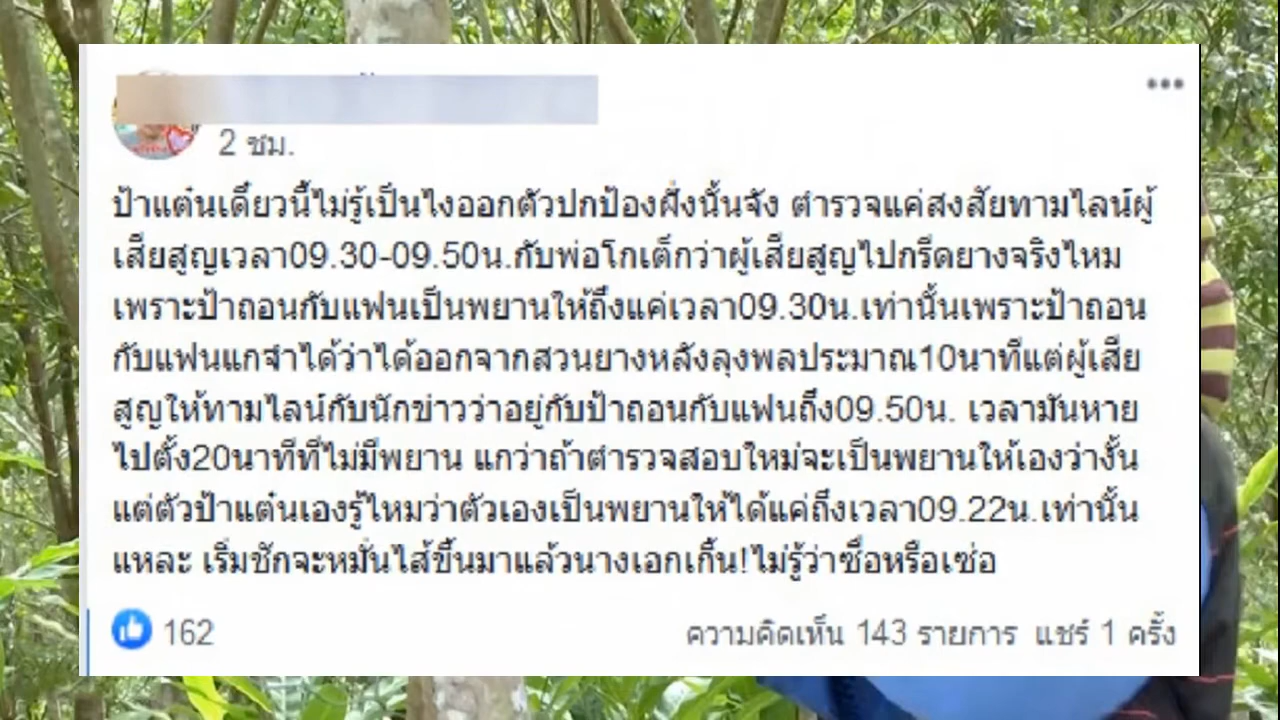 2 ชม.
ป้าแต๋นเดี๋ยวนี้ไม่รู้เป็นไงออกตัวปกป้องฝั่งนั้นจัง ตำรวจแค่สงสัยทามไลน์ผู้
เสียสูญเวลา09.30-09.50น.กับพ่อโกเต็กว่าผู้เสียสูญไปกรีดยางจริงไหม
เพราะป้าถอนกับแฟนเป็นพยานให้ถึงแค่เวลา09.30น.เท่านั้นเพราะป้าถอน
กับแฟนแกจำได้ว่าได้ออกจากสวนยางหลังลุงพลประมาณ10นาทีแต่ผู้เสีย
สูญให้ทามไลน์กับนักข่าวว่าอยู่กับป้าถอนกับแฟนถึง09.50น. เวลามันหาย
ไปตั้ง20นาทีที่ไม่มีพยาน แกว่าถ้าตำรวจสอบใหม่จะเป็นพยานให้เองว่างั้น
แต่ตัวป้าแต๋นเองรู้ไหมว่าตัวเองเป็นพยานให้ได้แค่ถึงเวลา09.22น.เท่านั้น
แหละ เริ่มชักจะหมั่นไส้ขึ้นมาแล้วนางเอกเกิ้น!ไม่รู้ว่าซื่อหรือเซ่อ
162
ความคิดเห็น 143 รายการ แชร์ 1 ครั้ง